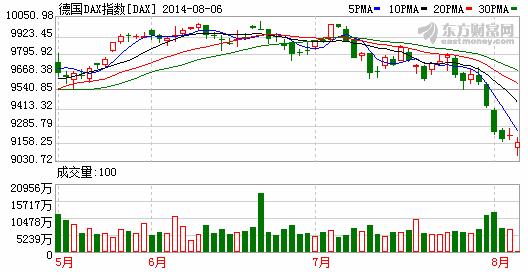 德国DAX指数[DAX] 2014-08-06 5PMA 10PMA 20PMA 30PMA
10050.98
9923.45
9795.92
9668.38
9540.85
9413.32
9285.79
9158.25
9030.72
东方财富网
eastmoney.com
成交量:100
20956万
15717万
10478万
5239万
5月 6月 7月 8月